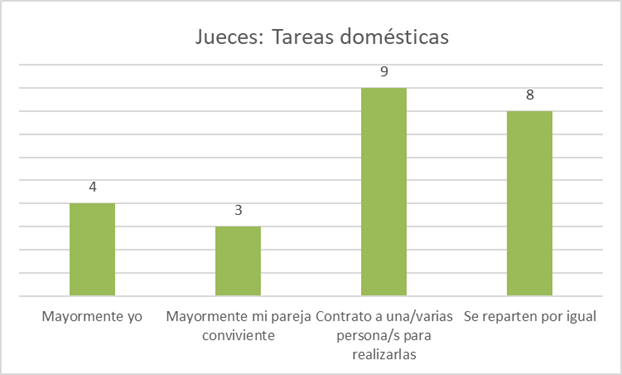 Jueces: Tareas domésticas
4
3
9
8
Mayormente yo
Mayormente mi pareja
conviviente
Contrato a una/varias
persona/s para
realizarlas
Se reparten por igual